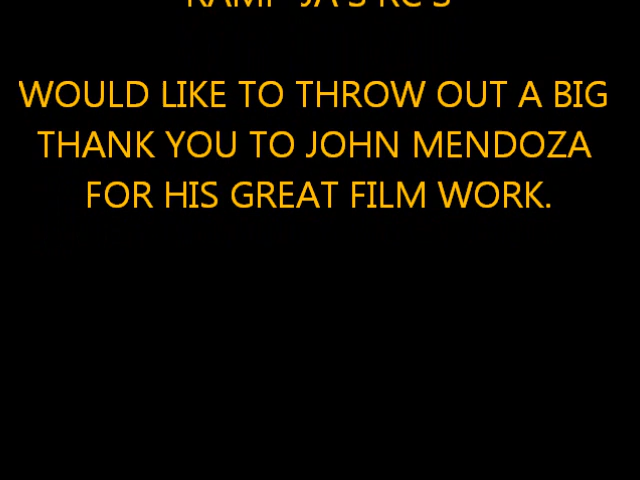 WOULD LIKE TO THROW OUT A BIG
THANK YOU TO JOHN MENDOZA
FOR HIS GREAT FILM WORK.